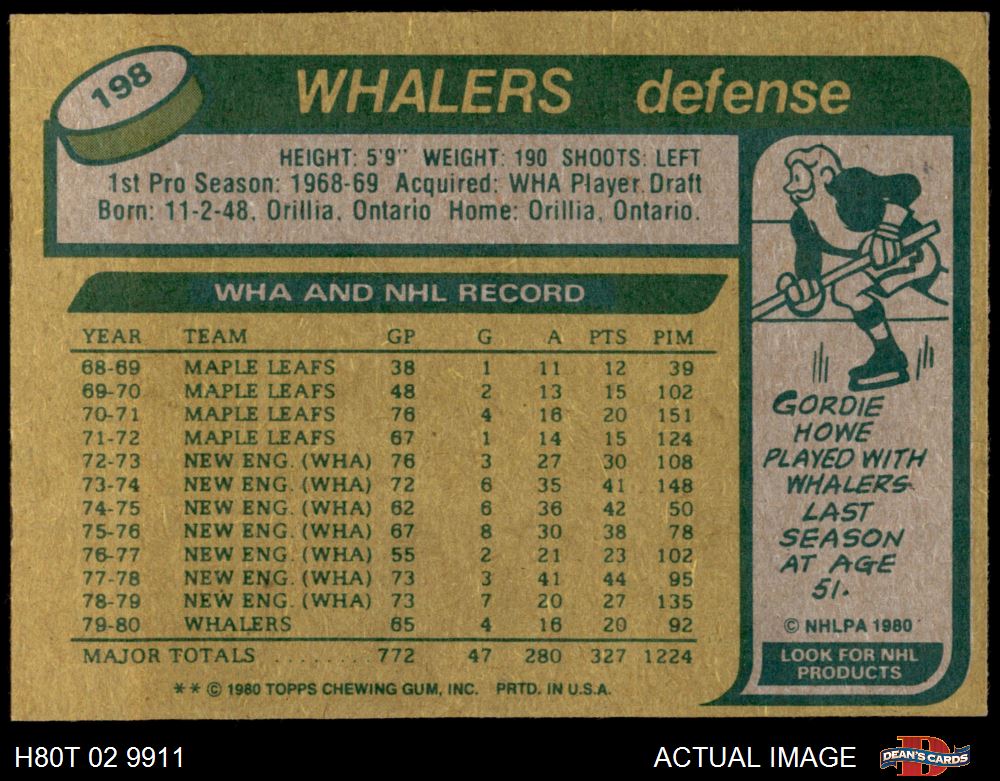 198
WHALERS defense
HEIGHT: 5'9" WEIGHT: 190 SHOOTS: LEFT
1st Pro Season: 1968-69 Acquired: WHA Player Draft
Born: 11-2-48, Orillia, Ontario Home: Orillia, Ontario.
WHA AND NHL RECORD
YEAR TEAM GP G A PTS PIM
68-69 MAPLE LEAFS 38 1 11 12 39
69-70 MAPLE LEAFS 48 2 13 15 102
70-71 MAPLE LEAFS 76 4 16 20 151
71-72 MAPLE LEAFS 67 1 14 15 124
72-73 NEW ENG. (WHA) 76 3 27 30 108
73-74 NEW ENG. (WHA) 72 6 35 41 148
74-75 NEW ENG. (WHA) 62 6 36 42 50
75-76 NEW ENG. (WHA) 67 8 30 38 78
76-77 NEW ENG. (WHA) 55 2 21 23 102
77-78 NEW ENG. (WHA) 73 3 41 44 95
78-79 NEW ENG. (WHA) 73 7 20 27 135
79-80 WHALERS 65 4 16 20 92
MAJOR TOTALS ........ 772 47 280 327 1224
** © 1980 TOPPS CHEWING GUM, INC. PRTD. IN U.S.A.
GORDIE
HOWE
PLAYED WITH
WHALERS
LAST
SEASON
AT AGE
51.
© NHLPA 1980
LOOK FOR NHL
PRODUCTS
H80T 02 9911
ACTUAL IMAGE
DEAN'S CARDS